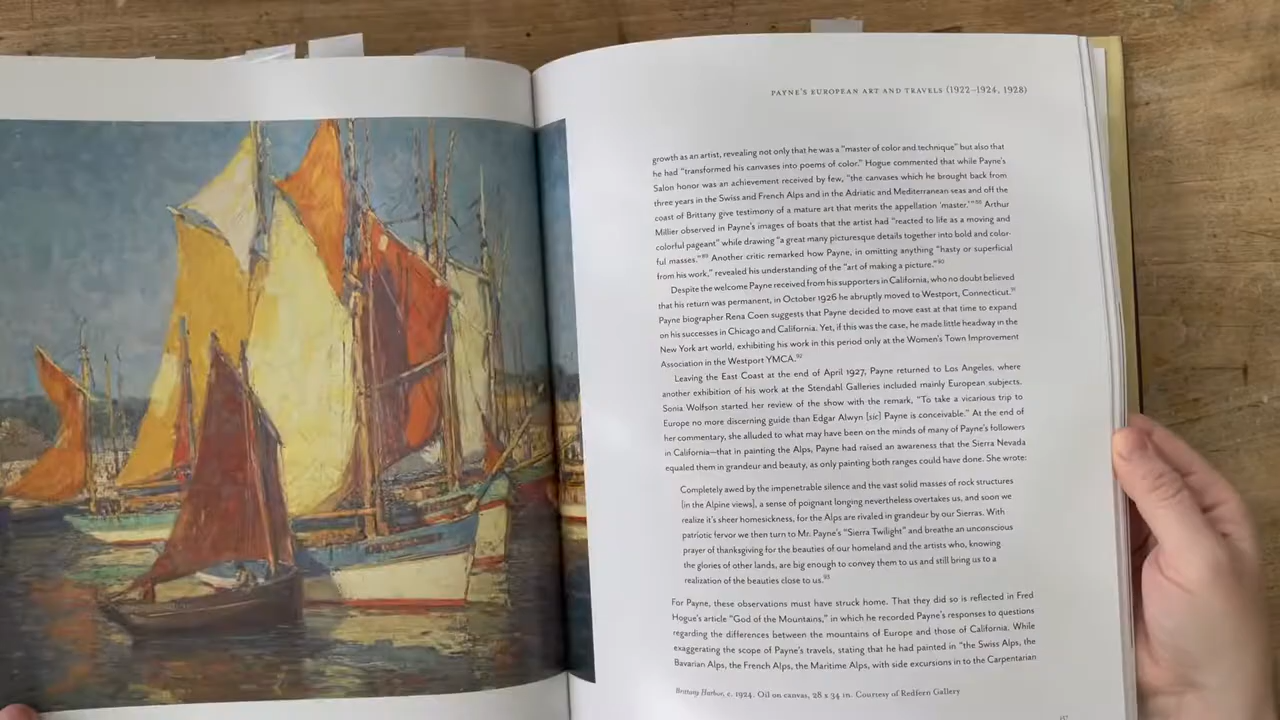 PAYNE'S EUROPEAN ART AND TRAVELS (1922–1924, 1928)
growth as an artist, revealing not only that he was a "master of color and technique" but also that
he had "transformed his canvases into poems of color." Hogue commented that while Payne's
Salon honor was an achievement received by few, "the canvases which he brought back from
three years in the Swiss and French Alps and in the Adriatic and Mediterranean seas and off the
coast of Brittany give testimony of a mature art that merits the appellation 'master.'"⁸⁸ Arthur
Millier observed in Payne's images of boats that the artist had "reacted to life as a moving and
colorful pageant" while drawing "a great many picturesque details together into bold and color-
ful masses."⁸⁹ Another critic remarked how Payne, in omitting anything "hasty or superficial
from his work," revealed his understanding of the "art of making a picture."⁹⁰
Despite the welcome Payne received from his supporters in California, who no doubt believed
that his return was permanent, in October 1926 he abruptly moved to Westport, Connecticut.⁹¹
Payne biographer Rena Coen suggests that Payne decided to move east at that time to expand
on his successes in Chicago and California. Yet, if this was the case, he made little headway in the
New York art world, exhibiting his work in this period only at the Women's Town Improvement
Association in the Westport YMCA.⁹²
Leaving the East Coast at the end of April 1927, Payne returned to Los Angeles, where
another exhibition of his work at the Stendahl Galleries included mainly European subjects.
Sonia Wolfson started her review of the show with the remark, "To take a vicarious trip to
Europe no more discerning guide than Edgar Alwyn [sic] Payne is conceivable." At the end of
her commentary, she alluded to what may have been on the minds of many of Payne's followers
in California—that in painting the Alps, Payne had raised an awareness that the Sierra Nevada
equaled them in grandeur and beauty, as only painting both ranges could have done. She wrote:
Completely awed by the impenetrable silence and the vast solid masses of rock structures
[in the Alpine views], a sense of poignant longing nevertheless overtakes us, and soon we
realize it's sheer homesickness, for the Alps are rivaled in grandeur by our Sierras. With
patriotic fervor we then turn to Mr. Payne's "Sierra Twilight" and breathe an unconscious
prayer of thanksgiving for the beauties of our homeland and the artists who, knowing
the glories of other lands, are big enough to convey them to us and still bring us to a
realization of the beauties close to us.⁹³
For Payne, these observations must have struck home. That they did so is reflected in Fred
Hogue's article "God of the Mountains," in which he recorded Payne's responses to questions
regarding the differences between the mountains of Europe and those of California. While
exaggerating the scope of Payne's travels, stating that he had painted in "the Swiss Alps, the
Bavarian Alps, the French Alps, the Maritime Alps, with side excursions in to the Carpentarian
Brittany Harbor, c. 1924. Oil on canvas, 28 x 34 in. Courtesy of Redfern Gallery